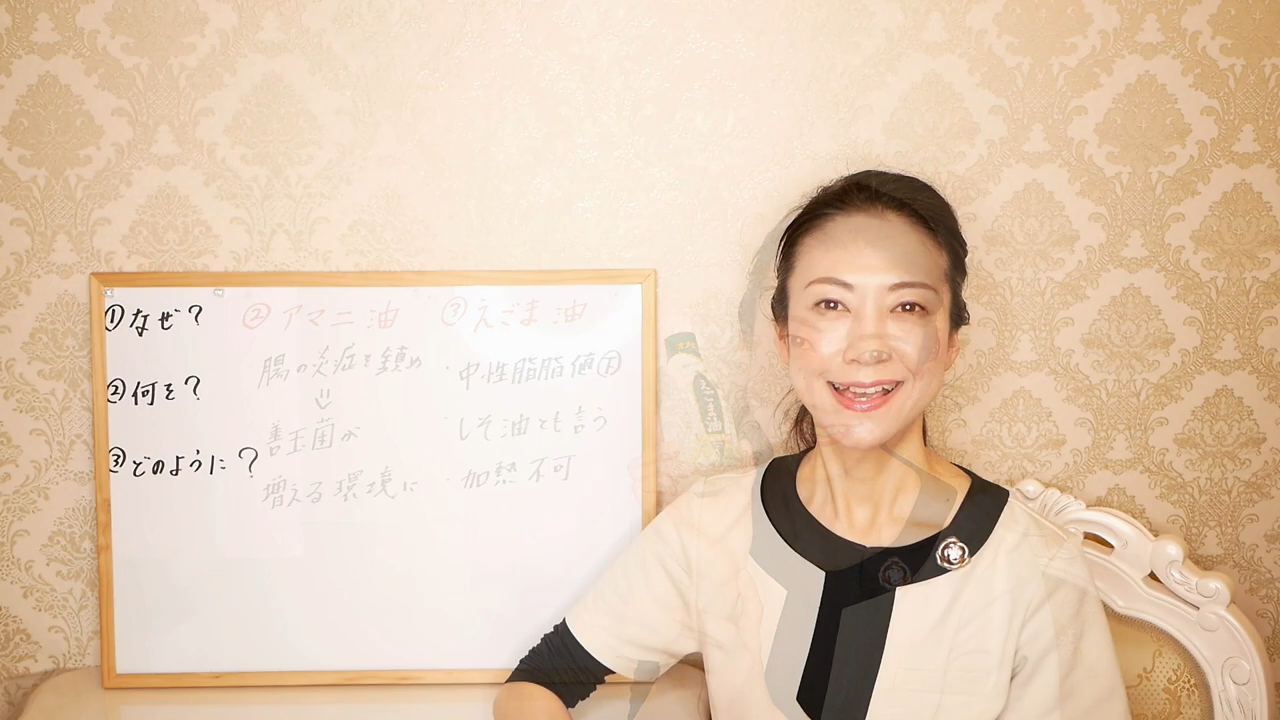 ①なぜ?
②何を?
③どのように?
②アマニ油
腸の炎症を鎮め
善玉菌が
増える環境に
③えごま油
・中性脂肪値下
・しそ油とも言う
・加熱不可
えごま油